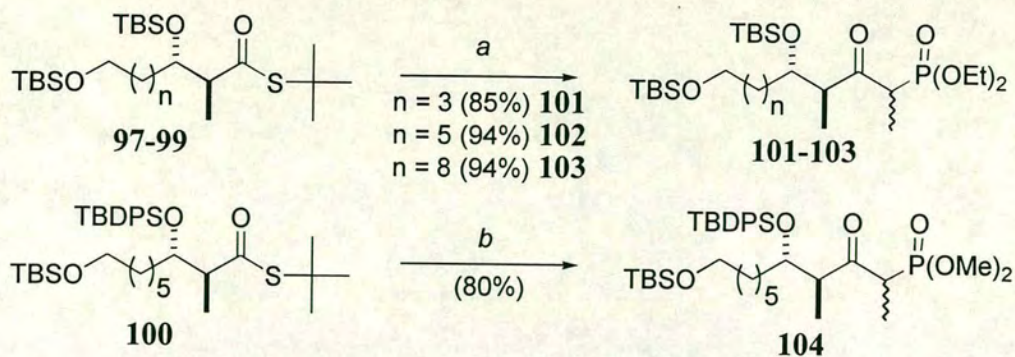 TBSO O a TBSO O O
TBSO ( )n S n = 3 (85%) 101 TBSO ( )n P(OEt)2
97-99 n = 5 (94%) 102 101-103
n = 8 (94%) 103
TBDPSO O b TBDPSO O O
TBSO ( )5 S (80%) TBSO ( )5 P(OMe)2
100 104